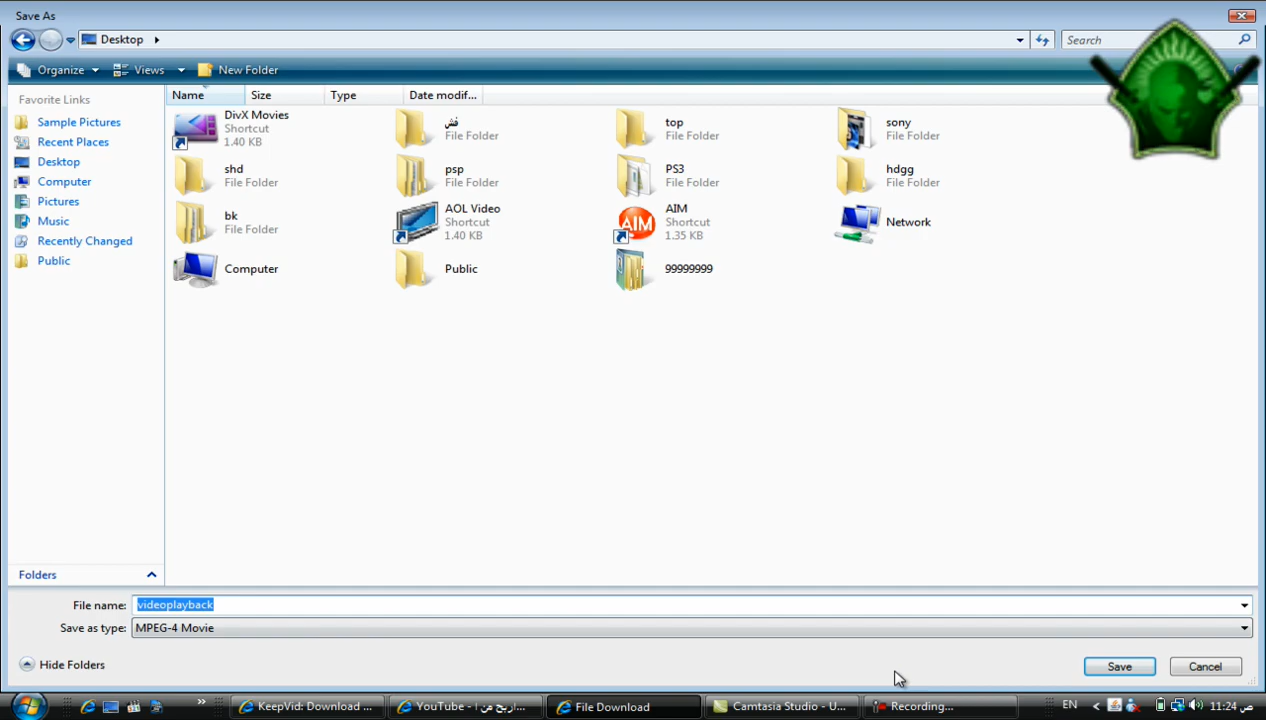 Save As
Desktop
Search
Organize Views New Folder
Favorite Links
Sample Pictures
Recent Places
Desktop
Computer
Pictures
Music
Recently Changed
Public
Name Size Type Date modif...
DivX Movies
Shortcut
1.40 KB
فش
File Folder
top
File Folder
sony
File Folder
shd
File Folder
psp
File Folder
PS3
File Folder
hdgg
File Folder
bk
File Folder
AOL Video
Shortcut
1.40 KB
AIM
AIM
Shortcut
1.35 KB
Network
Computer
Public
99999999
Folders
File name: videoplayback
Save as type: MPEG-4 Movie
Hide Folders
Save Cancel
KeepVid: Download ...
YouTube - اربح من ا...
File Download
Camtasia Studio - U...
Recording...
EN
11:24 ص